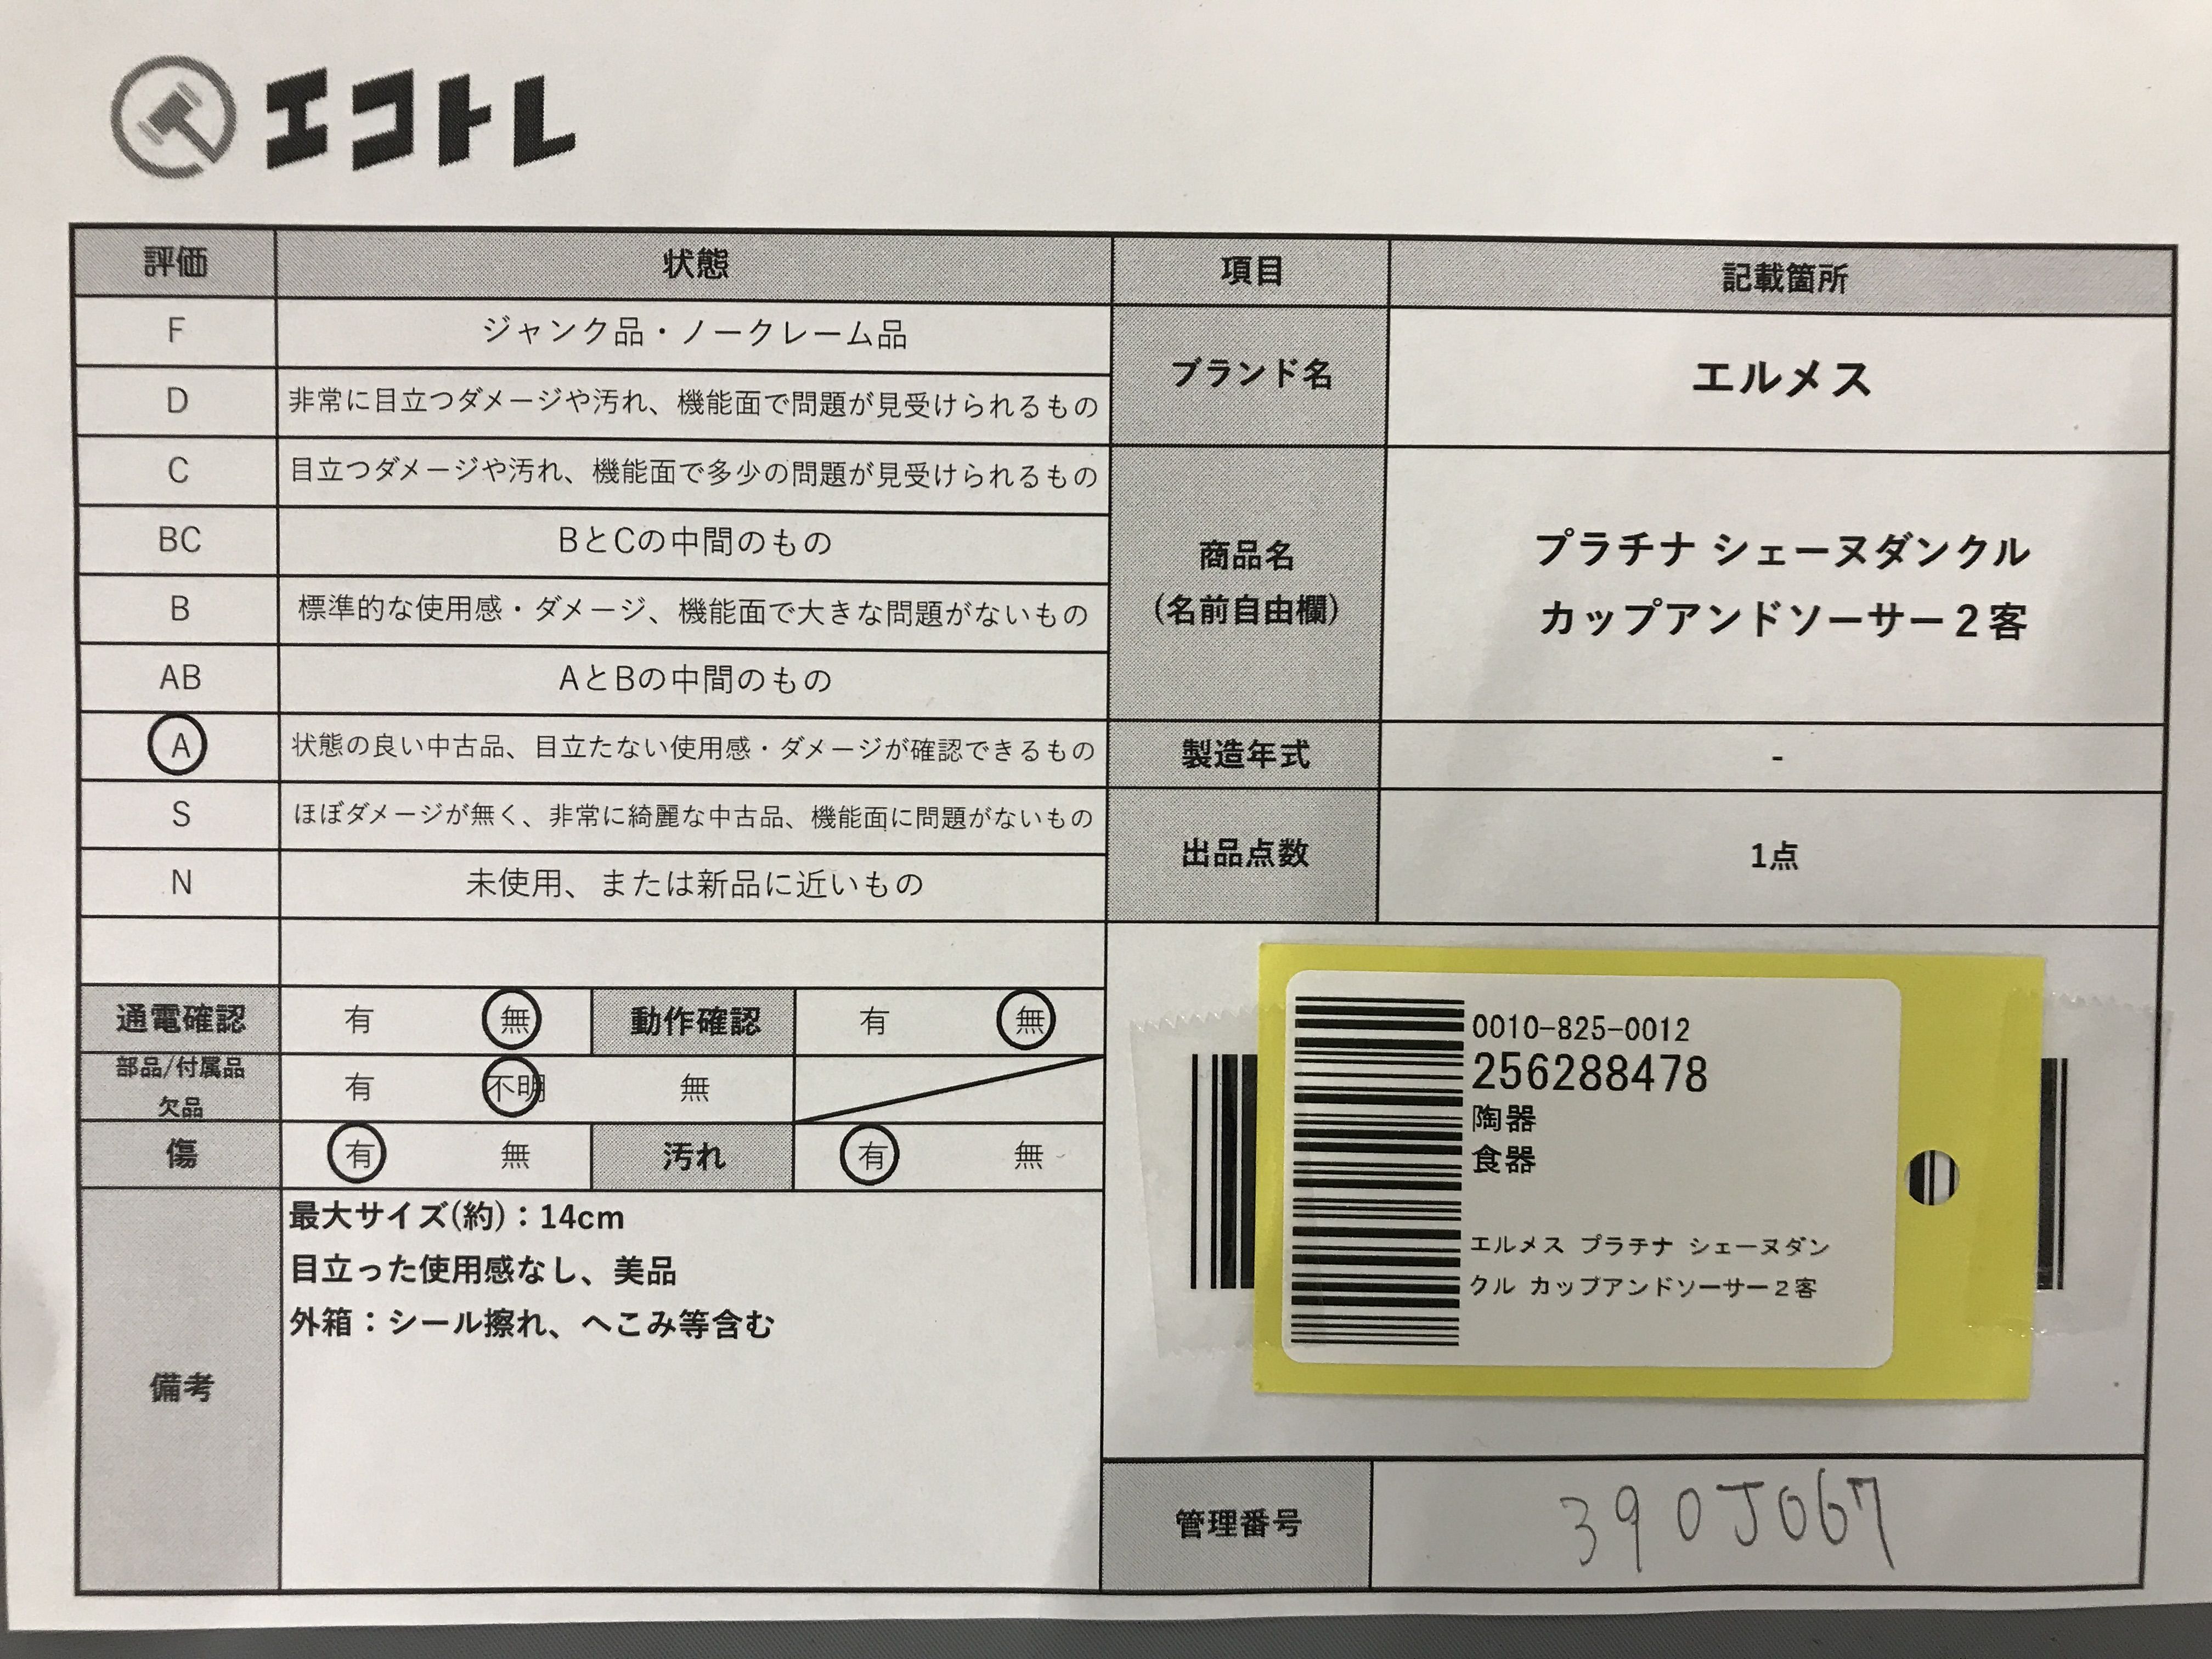 エコトレ
評価 状態 項目 記載箇所
F ジャンク品・ノークレーム品
D 非常に目立つダメージや汚れ、機能面で問題が見受けられるもの
ブランド名 エルメス
C 目立つダメージや汚れ、機能面で多少の問題が見受けられるもの
BC BとCの中間のもの
B 標準的な使用感・ダメージ、機能面で大きな問題がないもの
AB AとBの中間のもの
商品名
(名前自由欄)
プラチナ シェーヌダンクル
カップアンドソーサー２客
A 状態の良い中古品、目立たない使用感・ダメージが確認できるもの
製造年式 -
S ほぼダメージが無く、非常に綺麗な中古品、機能面に問題がないもの
N 未使用、または新品に近いもの
出品点数 1点
通電確認 有 無 動作確認 有 無
部品/付属品
欠品
有 不明 無
傷 有 無 汚れ 有 無
備考
最大サイズ(約)：14cm
目立った使用感なし、美品
外箱：シール擦れ、へこみ等含む
0010-825-0012
256288478
陶器
食器
エルメス プラチナ シェーヌダン
クル カップアンドソーサー２客
管理番号 390J067